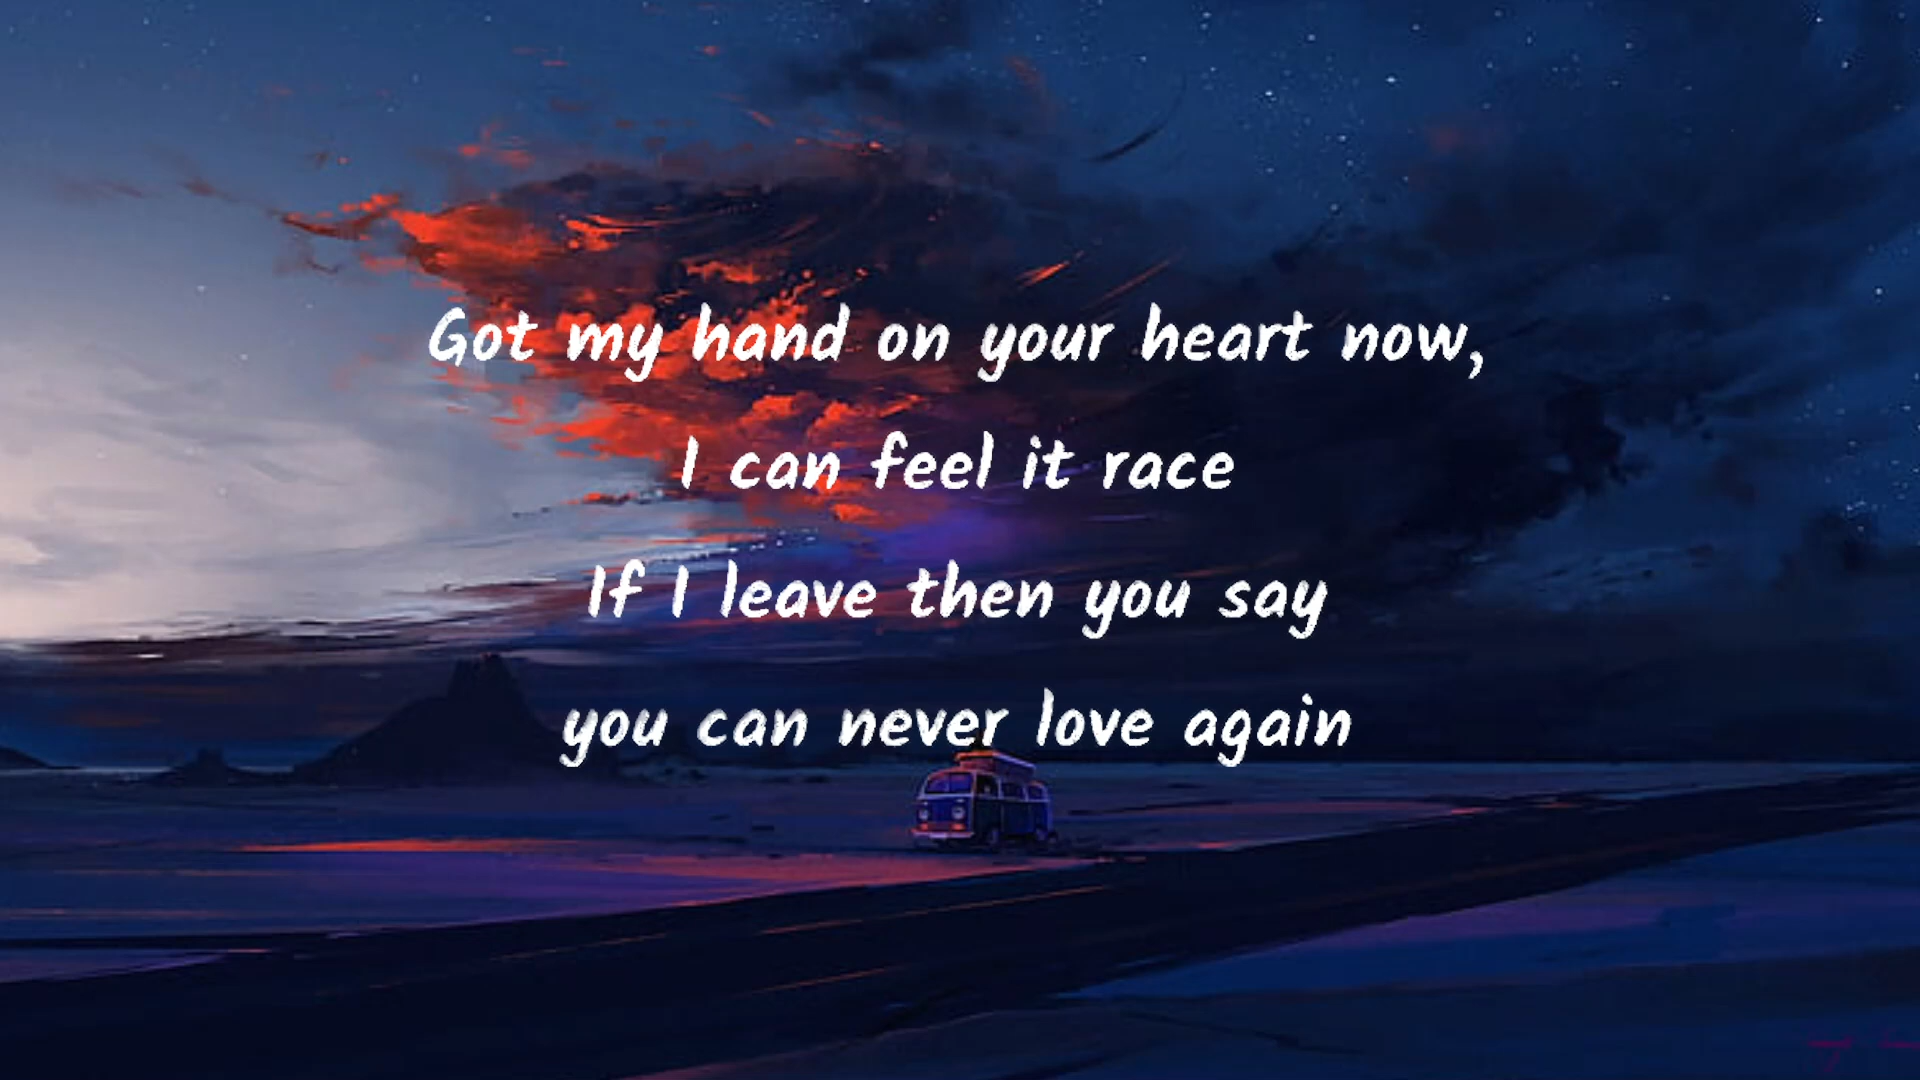 Got my hand on your heart now,
I can feel it race
If I leave then you say
you can never love again